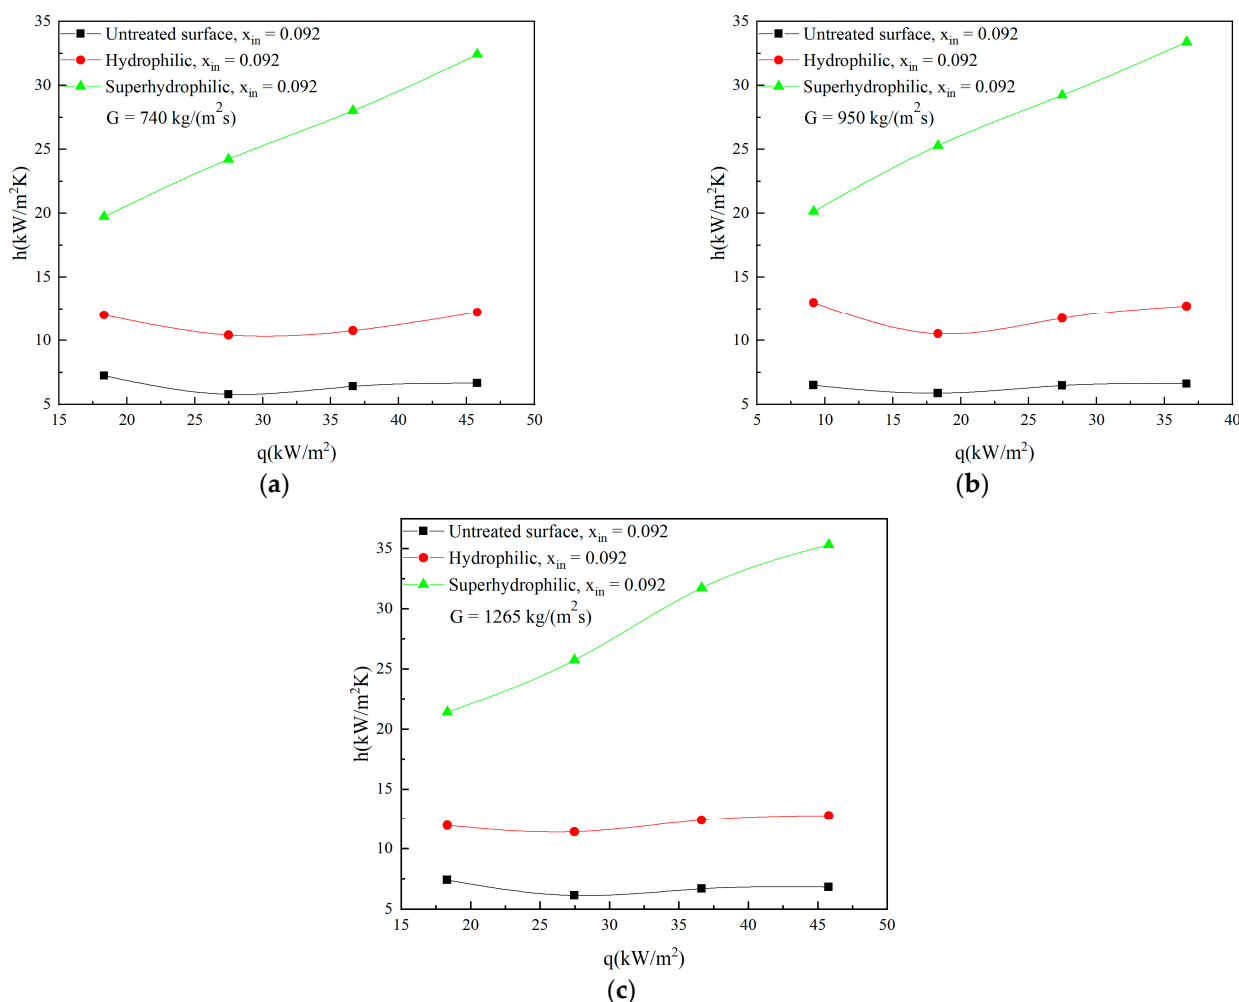 Untreated surface, x_in = 0.092
Hydrophilic, x_in = 0.092
Superhydrophilic, x_in = 0.092
G = 740 kg/(m²s)
h(kW/m²K)
35
30
25
20
15
10
5
15 20 25 30 35 40 45 50
q(kW/m²)
(a)
Untreated surface, x_in = 0.092
Hydrophilic, x_in = 0.092
Superhydrophilic, x_in = 0.092
G = 950 kg/(m²s)
h(kW/m²K)
35
30
25
20
15
10
5
5 10 15 20 25 30 35 40
q(kW/m²)
(b)
Untreated surface, x_in = 0.092
Hydrophilic, x_in = 0.092
Superhydrophilic, x_in = 0.092
G = 1265 kg/(m²s)
h(kW/m²K)
35
30
25
20
15
10
5
15 20 25 30 35 40 45 50
q(kW/m²)
(c)